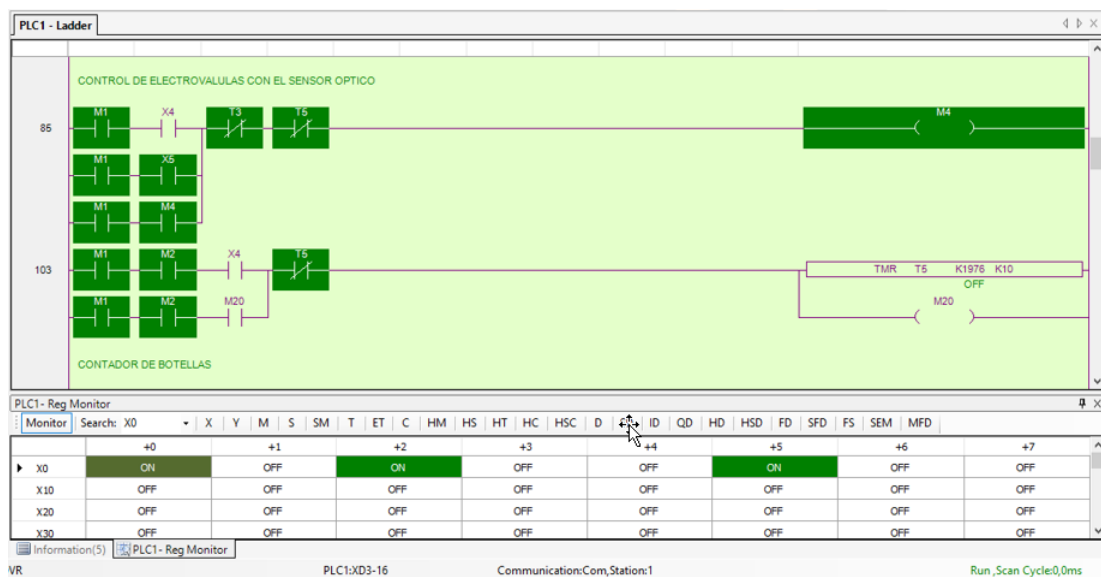 PLC1 - Ladder
CONTROL DE ELECTROVALULAS CON EL SENSOR OPTICO
M1 X4 T3 T5 M4
85
M1 X5
M1 M4
M1 M2 X4 T5
103 TMR T5 K1976 K10
OFF
M1 M2 M20 M20
CONTADOR DE BOTELLAS
PLC1- Reg Monitor
Monitor Search: X0 X Y M S SM T ET C HM HS HT HC HSC D ID QD HD HSD FD SFD FS SEM MFD
+0 +1 +2 +3 +4 +5 +6 +7
X0 ON OFF ON OFF OFF ON OFF OFF
X10 OFF OFF OFF OFF OFF OFF OFF OFF
X20 OFF OFF OFF OFF OFF OFF OFF OFF
X30 OFF OFF OFF OFF OFF OFF OFF OFF
Information(5) PLC1- Reg Monitor
PLC1:XD3-16 Communication:Com,Station:1 Run ,Scan Cycle:0,0ms